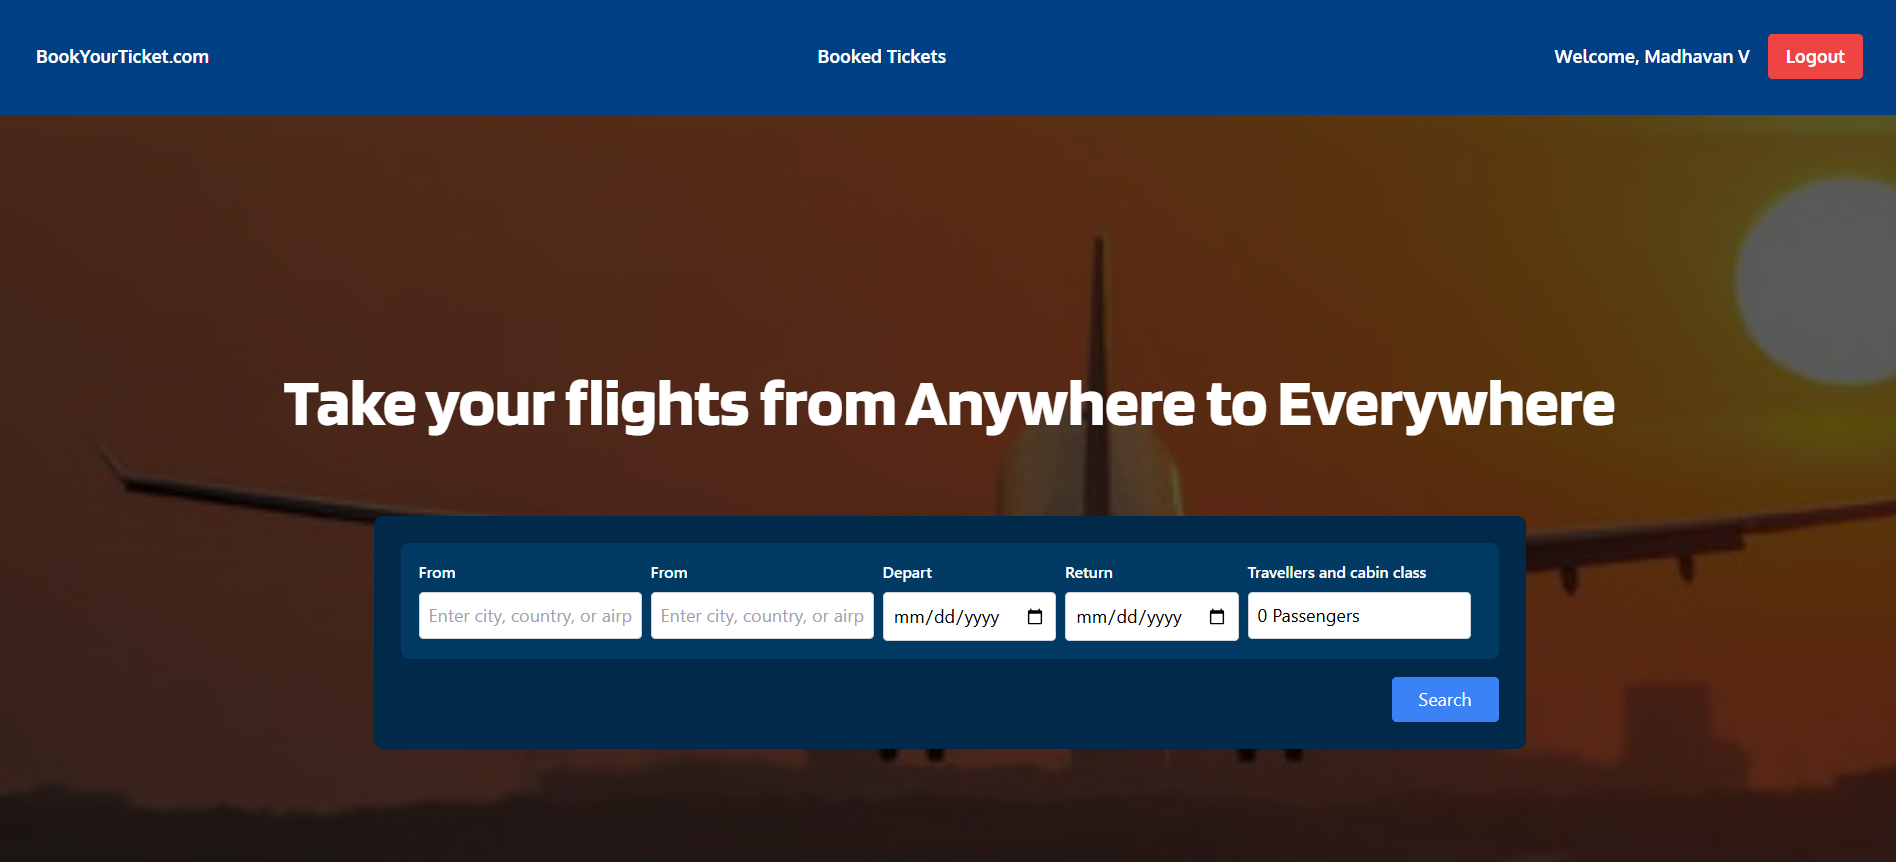 BookYourTicket.com
Booked Tickets
Welcome, Madhavan V
Logout
Take your flights from Anywhere to Everywhere
From
From
Depart
Return
Travellers and cabin class
Enter city, country, or airp
Enter city, country, or airp
mm/dd/yyyy
mm/dd/yyyy
0 Passengers
Search